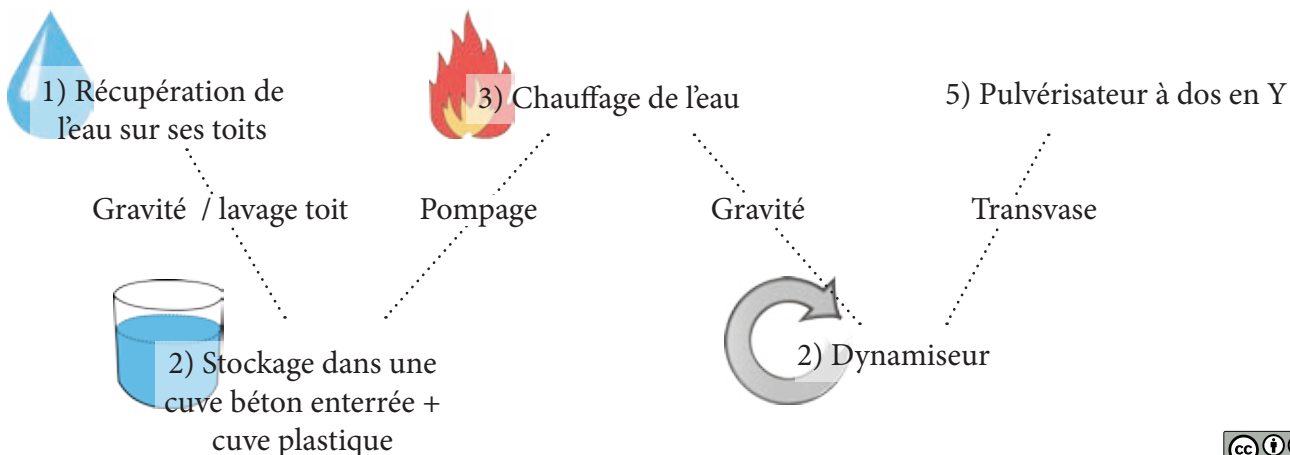 1) Récupération de
l'eau sur ses toits
3) Chauffage de l'eau
5) Pulvérisateur à dos en Y
Gravité / lavage toit
Pompage
Gravité
Transvase
2) Stockage dans une
cuve béton enterrée +
cuve plastique
2) Dynamiseur
cc